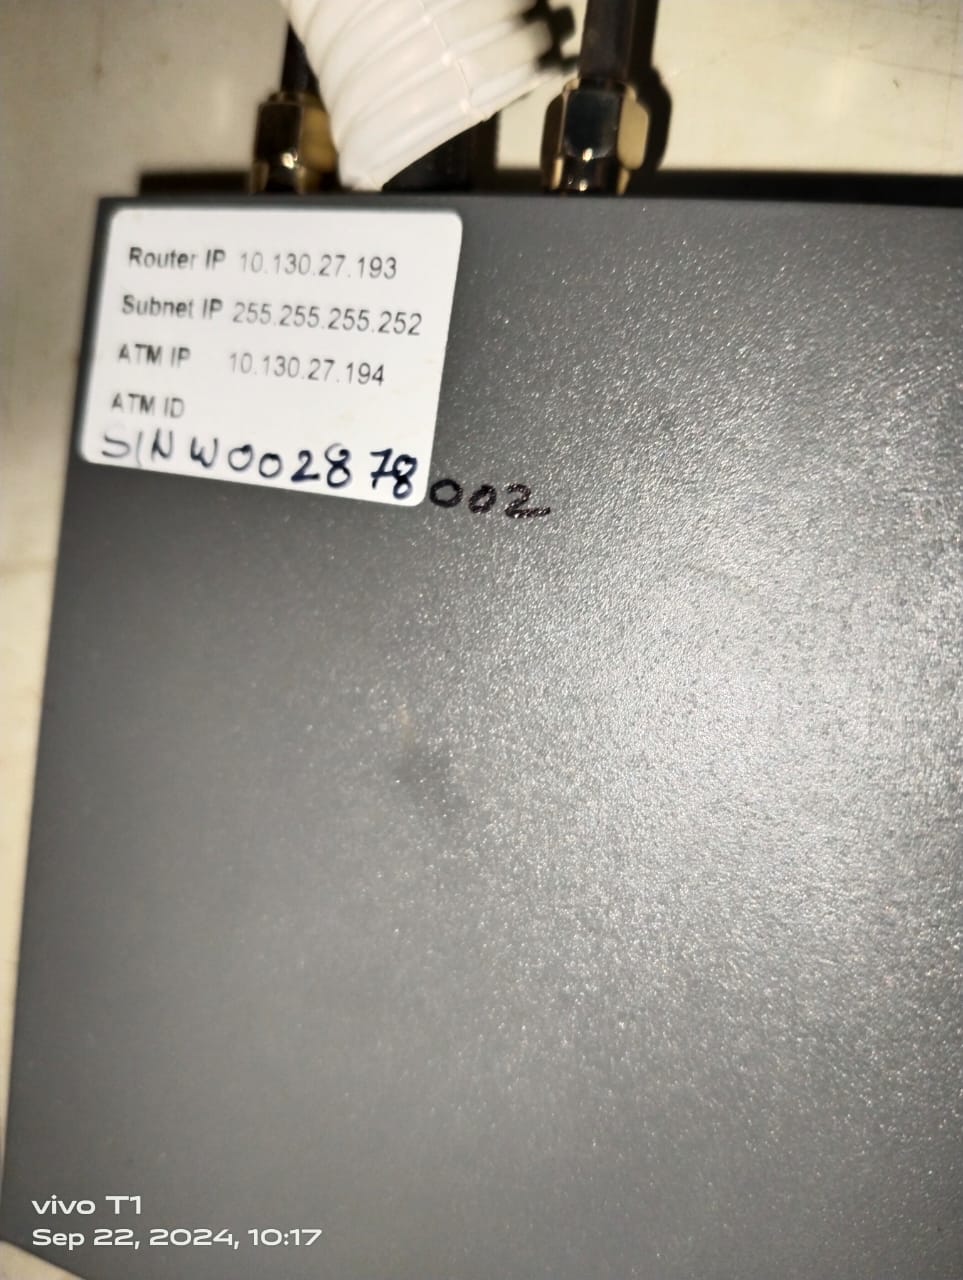 Router IP 10.130.27.193
Subnet IP 255.255.255.252
ATM IP 10.130.27.194
ATM ID
S1NW002878002
vivo T1
Sep 22, 2024, 10:17